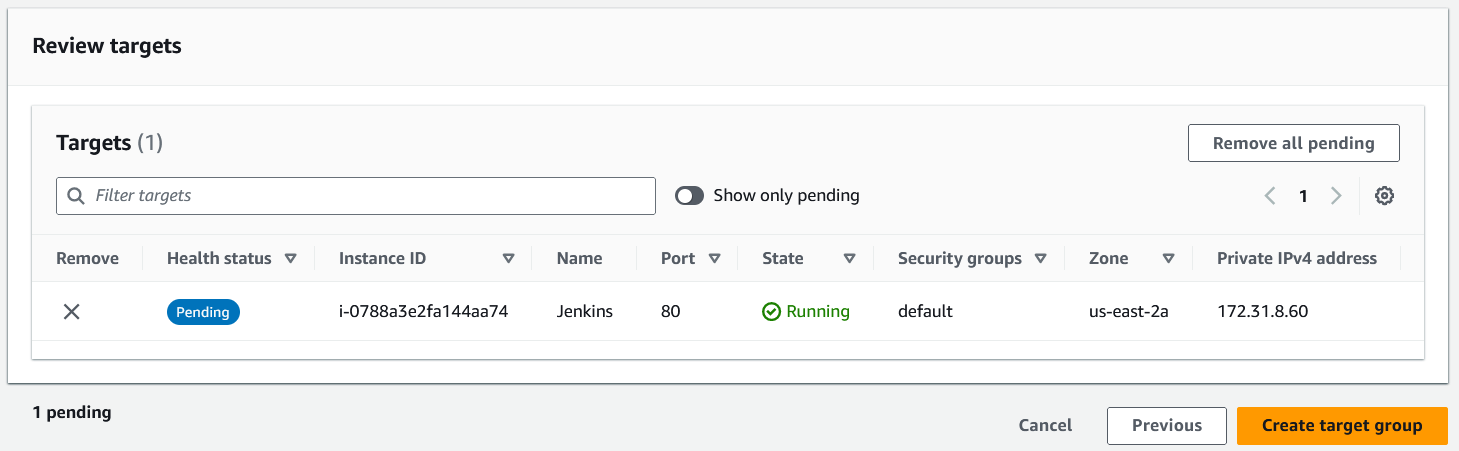 Review targets
Targets (1)
Remove all pending
Filter targets
Show only pending
1
Remove Health status Instance ID Name Port State Security groups Zone Private IPv4 address
Pending i-0788a3e2fa144aa74 Jenkins 80 Running default us-east-2a 172.31.8.60
1 pending
Cancel Previous Create target group